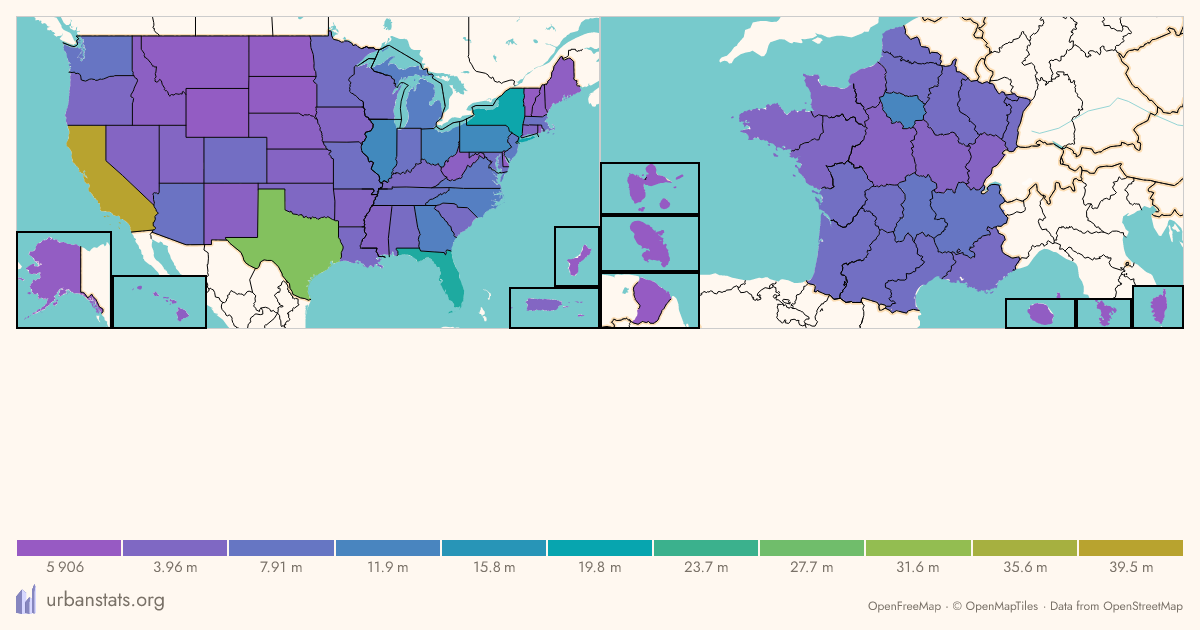 5 906 3.96 m 7.91 m 11.9 m 15.8 m 19.8 m 23.7 m 27.7 m 31.6 m 35.6 m 39.5 m
urbanstats.org
OpenFreeMap · © OpenMapTiles · Data from OpenStreetMap